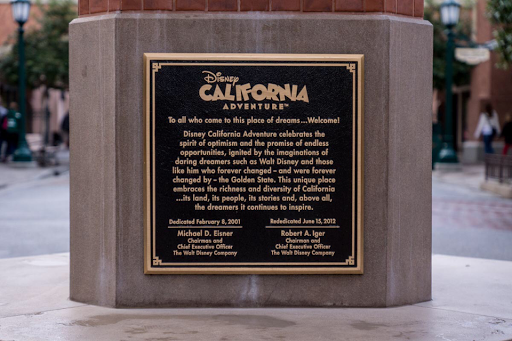 Disney
CALIFORNIA
ADVENTURE™
To all who come to this place of dreams...Welcome!
Disney California Adventure celebrates the
spirit of optimism and the promise of endless
opportunities, ignited by the imaginations of
daring dreamers such as Walt Disney and those
like him who forever changed – and were forever
changed by – the Golden State. This unique place
embraces the richness and diversity of California
...its land, its people, its stories and, above all,
the dreamers it continues to inspire.
Dedicated February 8, 2001
Michael D. Eisner
Chairman and
Chief Executive Officer
The Walt Disney Company
Rededicated June 15, 2012
Robert A. Iger
Chairman and
Chief Executive Officer
The Walt Disney Company